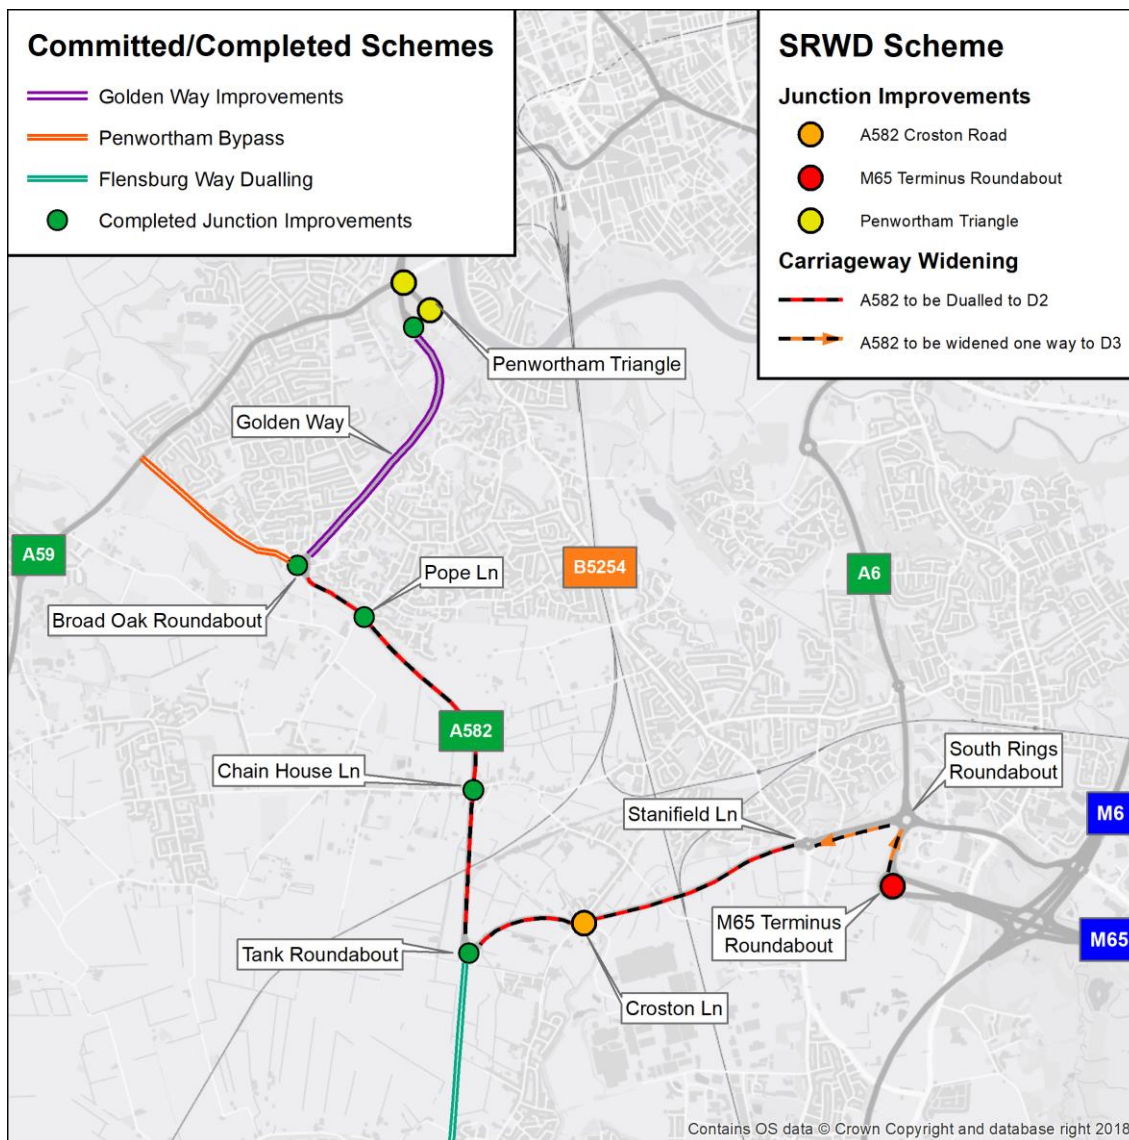 Committed/Completed Schemes
Golden Way Improvements
Penwortham Bypass
Flensburg Way Dualling
Completed Junction Improvements
SRWD Scheme
Junction Improvements
A582 Croston Road
M65 Terminus Roundabout
Penwortham Triangle
Carriageway Widening
A582 to be Dualled to D2
A582 to be widened one way to D3
Penwortham Triangle
Golden Way
A59
B5254
A6
Pope Ln
Broad Oak Roundabout
A582
Chain House Ln
South Rings
Roundabout
Stanifield Ln
M6
M65 Terminus
Roundabout
M65
Tank Roundabout
Croston Ln
Contains OS data © Crown Copyright and database right 2018